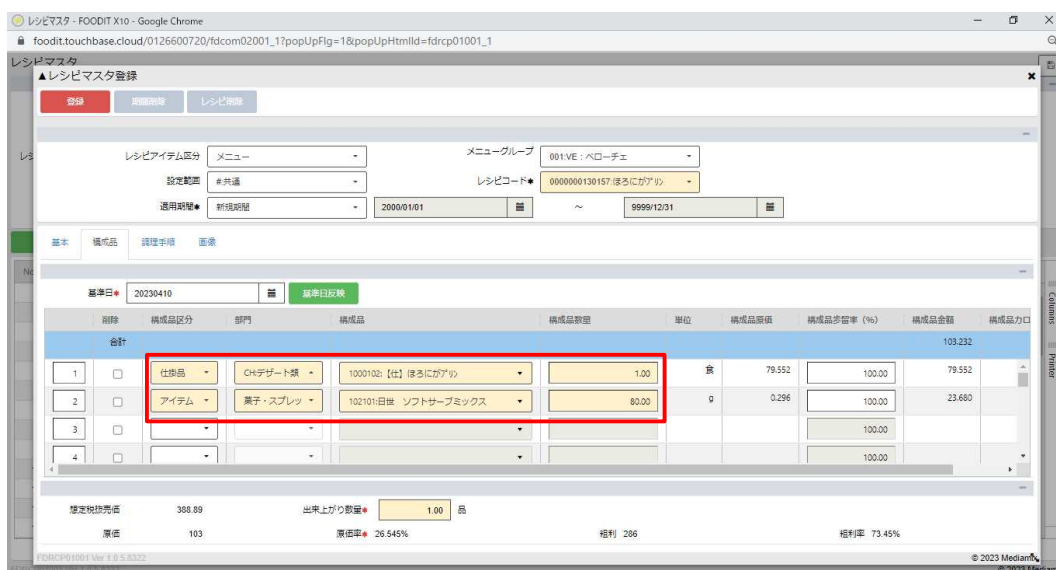 レシピマスタ - FOODIT X10 - Google Chrome
foodit.touchbase.cloud/0126600720/fdcom02001_1?popUpFlg=1&popUpHtmlId=fdrcp01001_1
レシピマスタ
▲レシピマスタ登録
登録 期間削除 レシピ削除
レシピアイテム区分 メニュー メニューグループ 001:VE：ベローチェ
設定範囲 #:共通 レシピコード* 0000000130157:ほろにがアリン
適用期間* 新規期間 2000/01/01 ～ 9999/12/31
基本 構成品 調理手順 画像
No
基準日* 20230410 基準日反映
削除 構成品区分 部門 構成品 構成品数量 単位 構成品原価 構成品歩留率（%） 構成品金額 構成品カロ
合計 103.232
1 仕掛品 CH:デザート類 1000102:【仕】ほろにがアリン 1.00 食 79.552 100.00 79.552
2 アイテム 菓子・スプレッ 102101:日世　ソフトサーブミックス 80.00 g 0.296 100.00 23.680
3 100.00
4 100.00
Columns
Printer
想定税抜売価 388.89 出来上がり数量* 1.00 品
原価 103 原価率* 26.545% 粗利 286 粗利率 73.45%
FDRCP01001 Ver 1.0.5.8322 © 2023 Mediamix